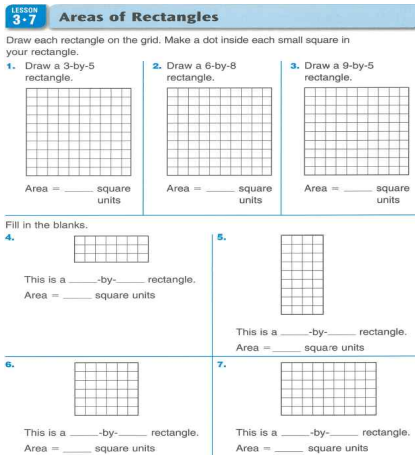 LESSON
3•7
Areas of Rectangles
Draw each rectangle on the grid. Make a dot inside each small square in
your rectangle.
1. Draw a 3-by-5
rectangle.
Area = _____ square
units
2. Draw a 6-by-8
rectangle.
Area = _____ square
units
3. Draw a 9-by-5
rectangle.
Area = _____ square
units
Fill in the blanks.
4.
This is a _____-by-_____ rectangle.
Area = _____ square units
5.
This is a _____-by-_____ rectangle.
Area = _____ square units
6.
This is a _____-by-_____ rectangle.
Area = _____ square units
7.
This is a _____-by-_____ rectangle.
Area = _____ square units